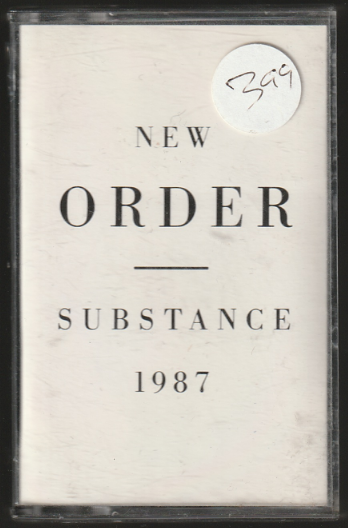 399
NEW
ORDER
SUBSTANCE
1987